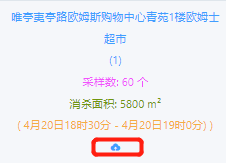 唯亭夷亭路欧姆斯购物中心青苑1楼欧姆士
超市
(1)
采样数: 60 个
消杀面积: 5800 m²
( 4月20日18时30分 - 4月20日19时0分) )